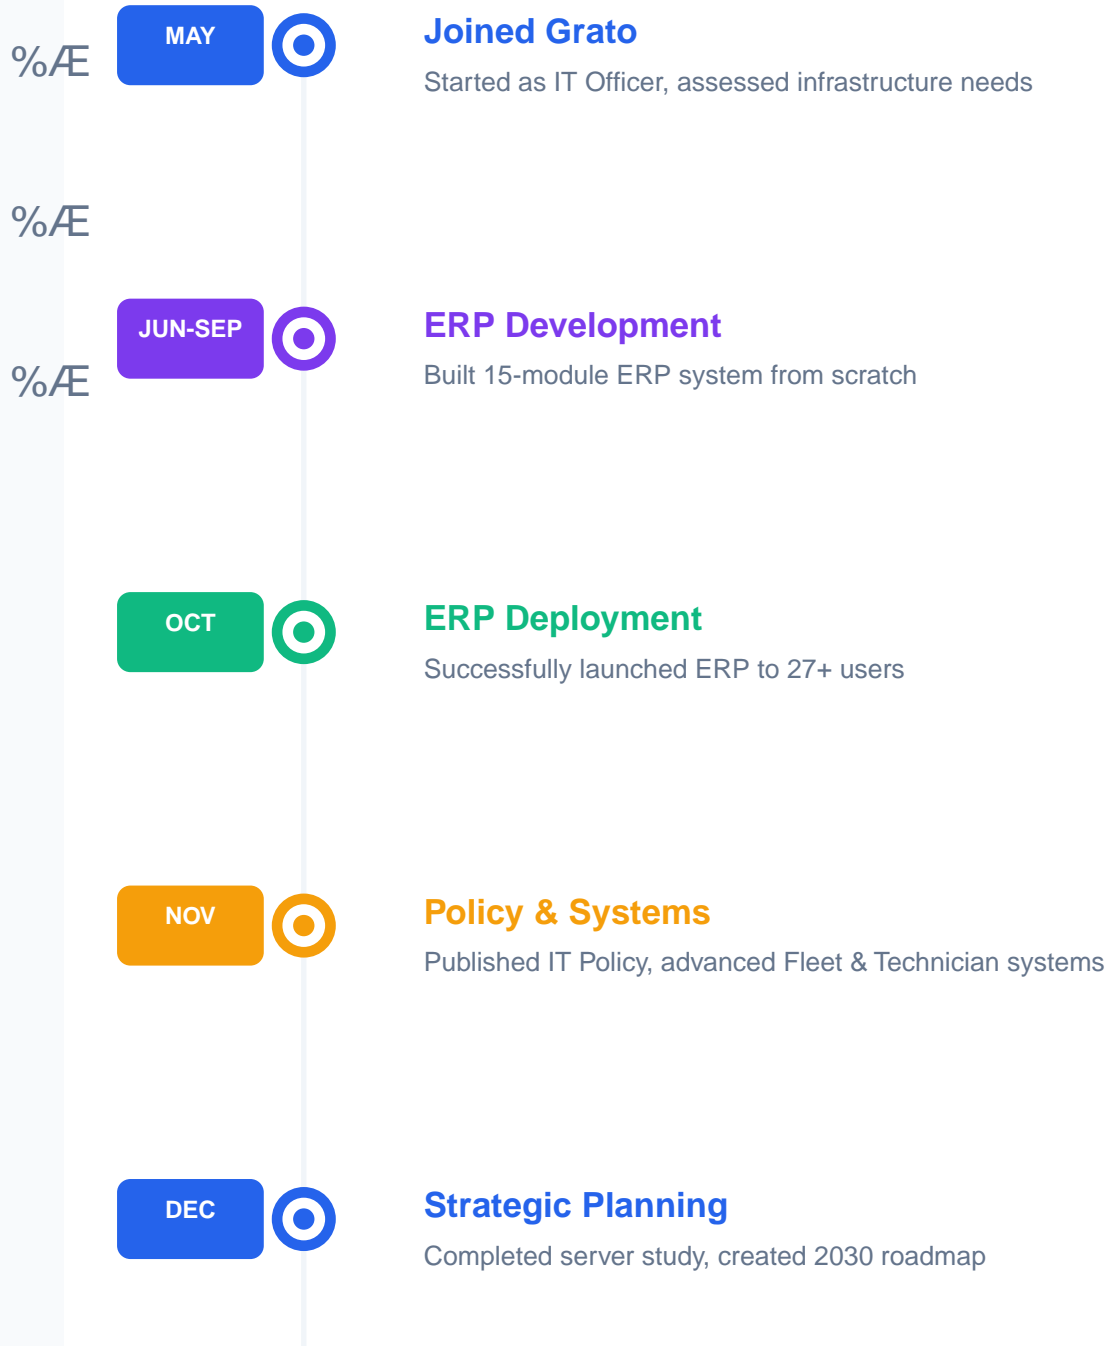 MAY
Joined Grato
%Æ
Started as IT Officer, assessed infrastructure needs
%Æ
JUN-SEP
ERP Development
%Æ
Built 15-module ERP system from scratch
OCT
ERP Deployment
Successfully launched ERP to 27+ users
NOV
Policy & Systems
Published IT Policy, advanced Fleet & Technician systems
DEC
Strategic Planning
Completed server study, created 2030 roadmap